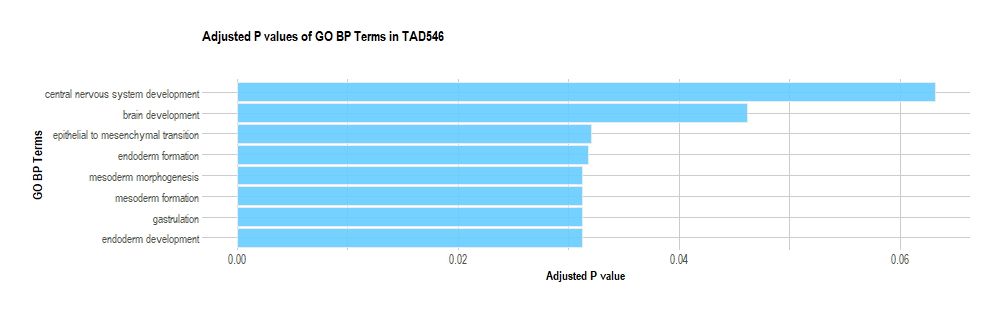 Adjusted P values of GO BP Terms in TAD546
GO BP Terms
central nervous system development
brain development
epithelial to mesenchymal transition
endoderm formation
mesoderm morphogenesis
mesoderm formation
gastrulation
endoderm development
0.00 0.02 0.04 0.06
Adjusted P value